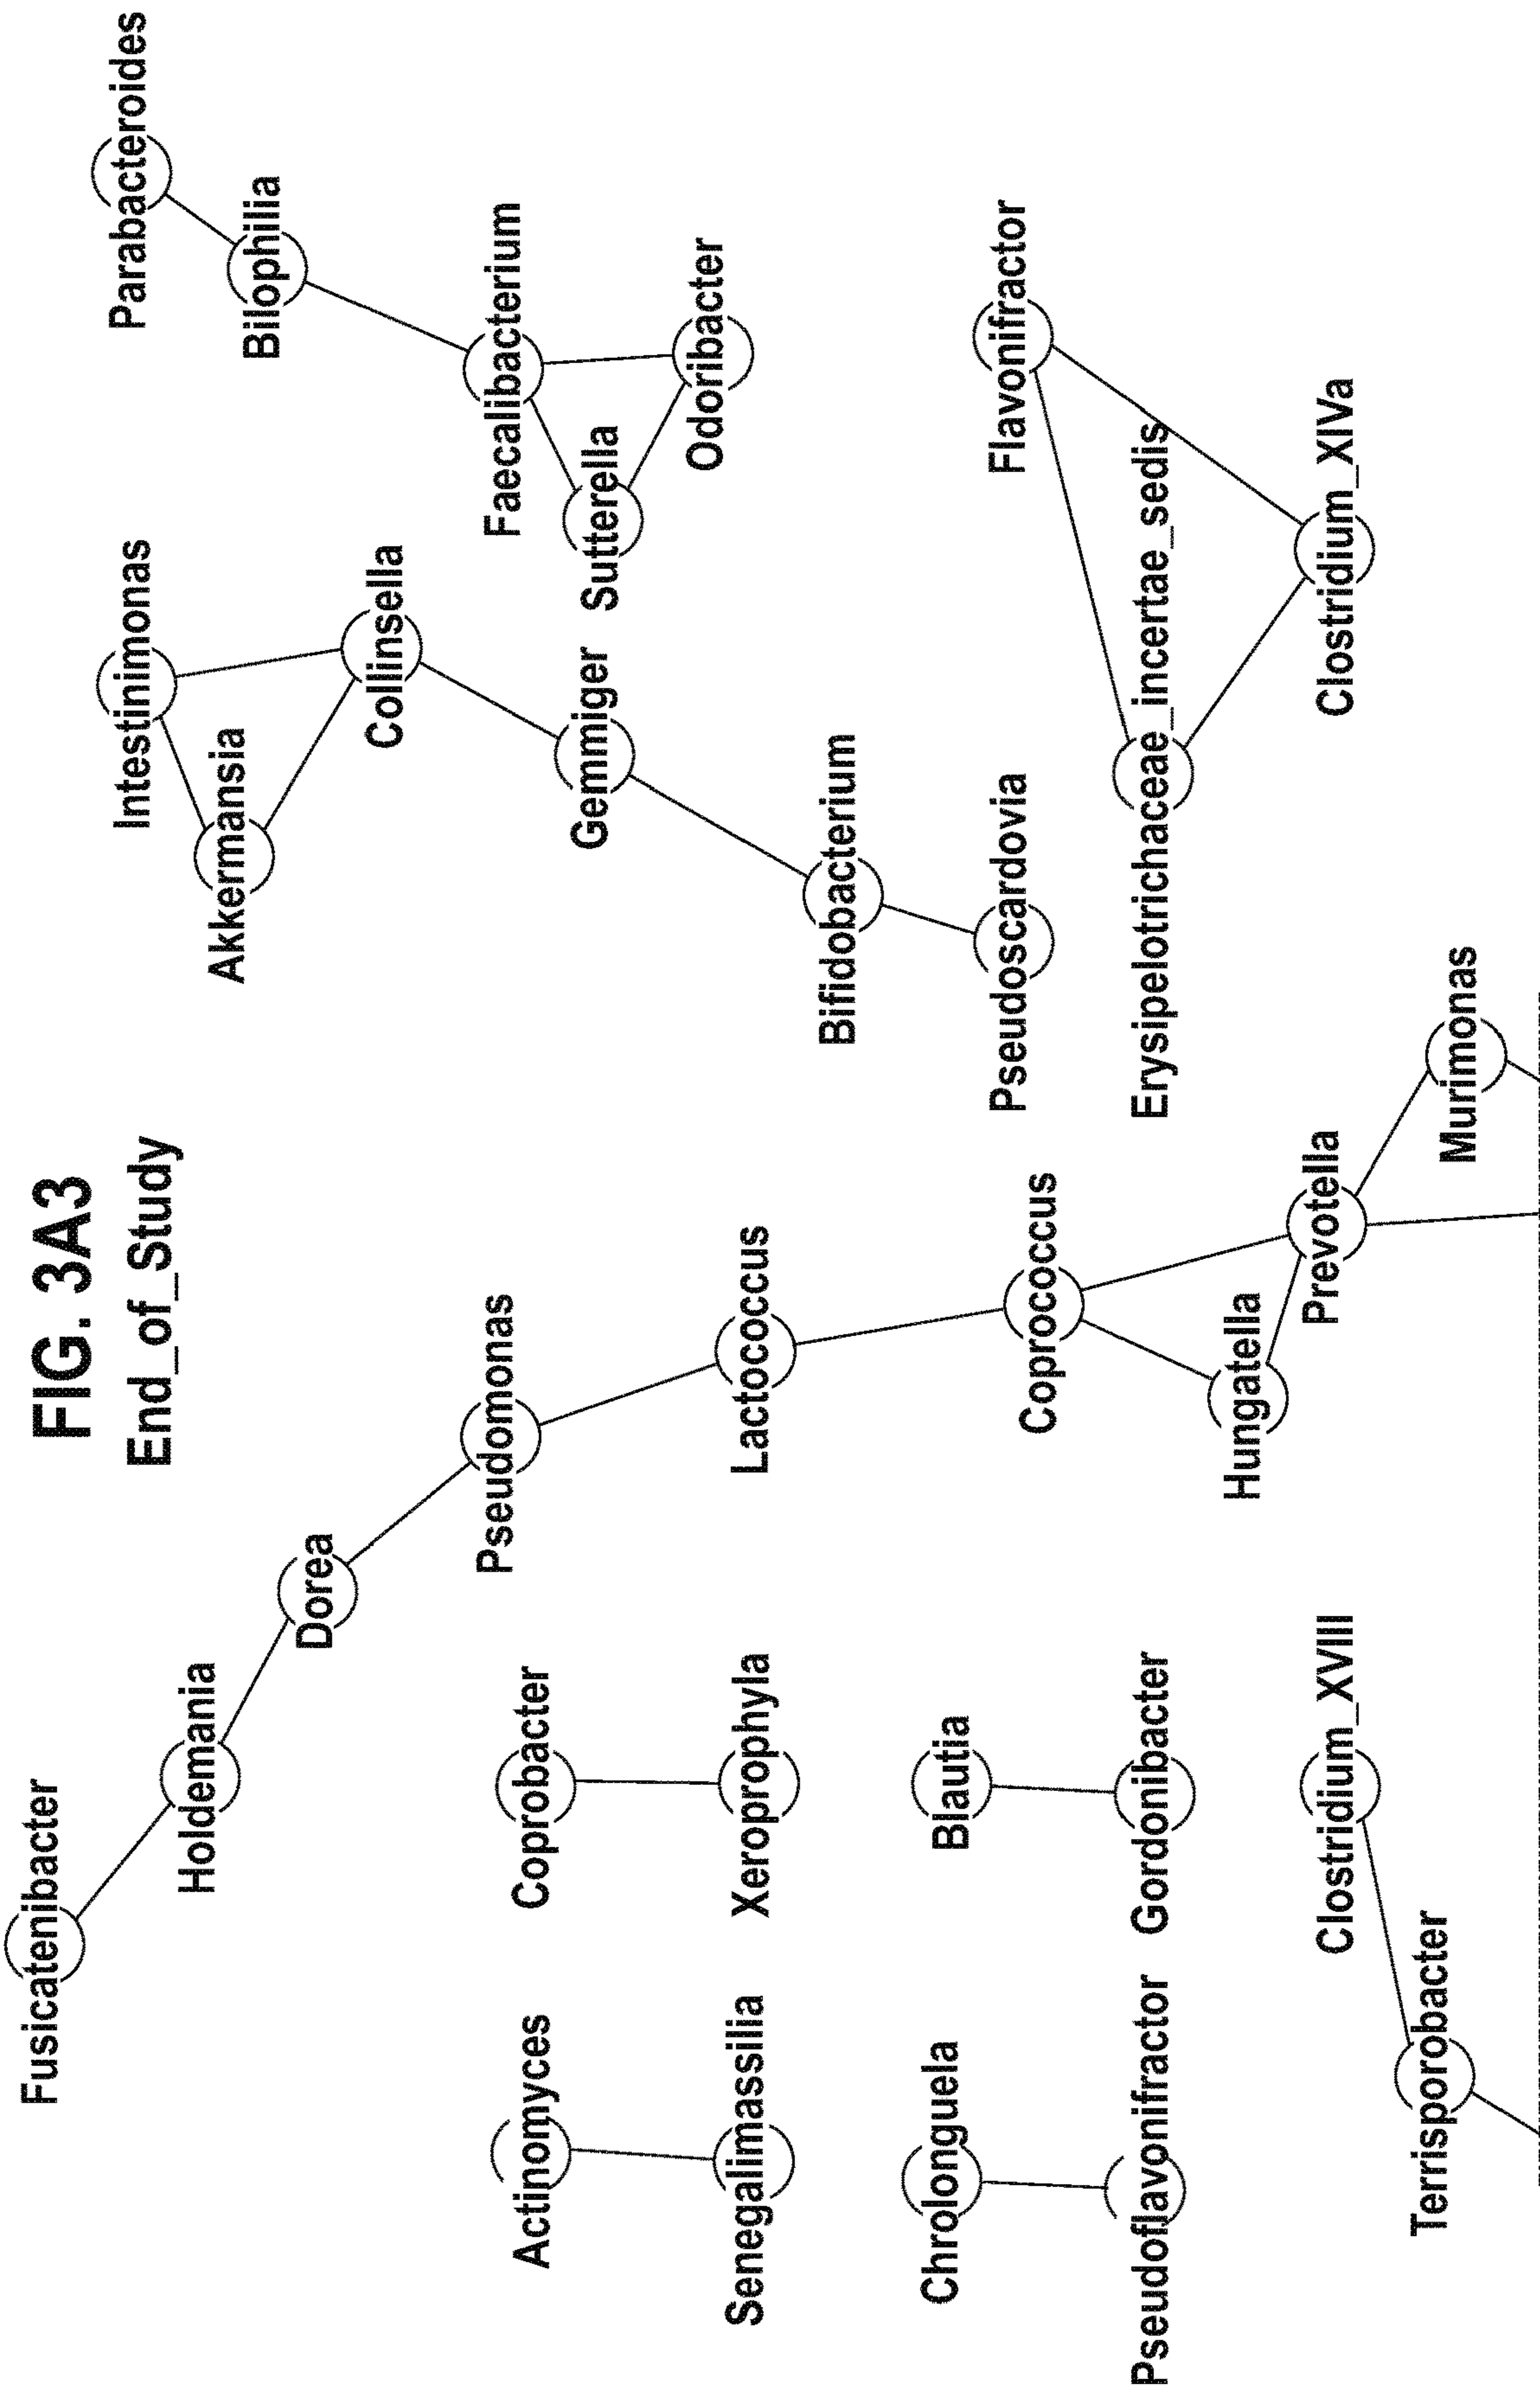 FIG. 3A3
End_of_Study
Fusicatenibacter
Holdemania
Dorea
Pseudomonas
Lactococcus
Coprococcus
Hungatella
Prevotella
Murimonas
Intestinimonas
Akkermansia
Collinsella
Gemmiger
Bifidobacterium
Pseudoscardovia
Parabacteroides
Bilophilia
Faecalibacterium
Sutterella
Odoribacter
Flavonifractor
Erysipelotrichaceae_incertae_sedis
Clostridium_XIVa
Actinomyces
Senegalimassilia
Coprobacter
Xeroprophyla
Chrolonguela
Pseudoflavonifractor
Blautia
Gordonibacter
Clostridium_XVIII
Terrisporobacter